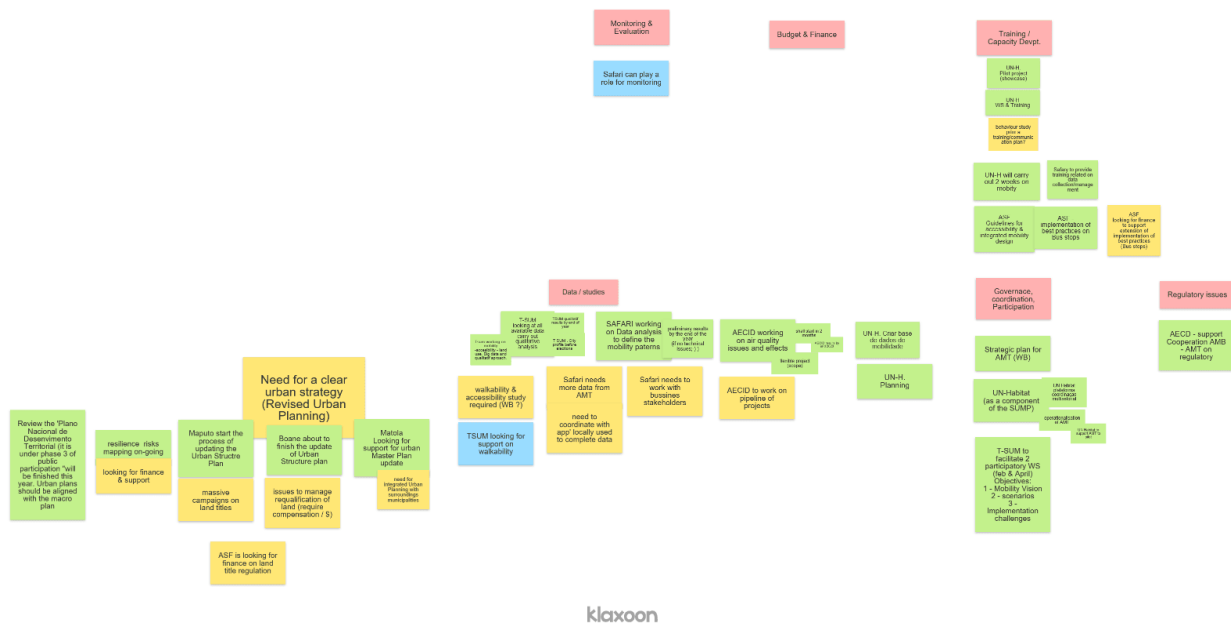 Monitoring &
Evaluation
Budget & Finance
Training /
Capacity Devpt.
Safari can play a
role for monitoring
UN-H
Pilot project
(showcase)
UN-H
WB & Training
behaviour study
training/communic
ation plan?
UN-H will carry
out 2 weeks on
mobity
Safary to provide
training related on
data
collection/manage
ment
Guidelines for
accessibility &
integrated mobility
design
implementation of
best practices on
Bus stops
ASF
looking for finance
to support
extension of
implementation of
best practices
(Bus stops)
Data / studies
Governace,
coordination,
Participation
Regulatory issues
T-SUM
looking at all
available data
carry out
qualitative
analysis
SAFARI working
on Data analysis
to define the
mobility paterns
preliminary results
by the end of the
year
AECID working
on air quality
issues and effects
UN-H. Criar base
do dados do
mobilidade
UN-H.
Planning
Strategic plan for
AMT (WB)
AECD - support
Cooperation AMB
- AMT on
regulatory
UN-Habitat
(as a component
of the SUMP)
Need for a clear
urban strategy
(Revised Urban
Planning)
walkability &
accessibility study
required (WB ?)
Safari needs
more data from
AMT
Safari needs to
work with
bussines
stakeholders
AECID to work on
pipeline of
projects
need to
coordinate with
app' locally used
to complete data
TSUM looking for
support on
walkability
Review the 'Plano
Nacional de
Desenvimento
Territorial (it is
under phase 3 of
public
participation "will
be finished this
year. Urban plans
should be aligned
with the macro
plan
resilience risks
mapping on-going
looking for finance
& support
Maputo start the
process of
updating the
Urban Structre
Plan
Boane about to
finish the update
of Urban
Structure plan
Matola
Looking for
support for urban
Master Plan
update
massive
campaigns on
land titles
issues to manage
requalification of
land (require
compensation / $)
need for
Integrated Urban
Planning with
surroundings
municipalities
ASF is looking for
finance on land
title regulation
T-SUM to
facilitate 2
participatory WS
(feb & April)
Objectives:
1 - Mobility Vision
2 - scenarios
3 -
Implementation
challenges
klaxoon